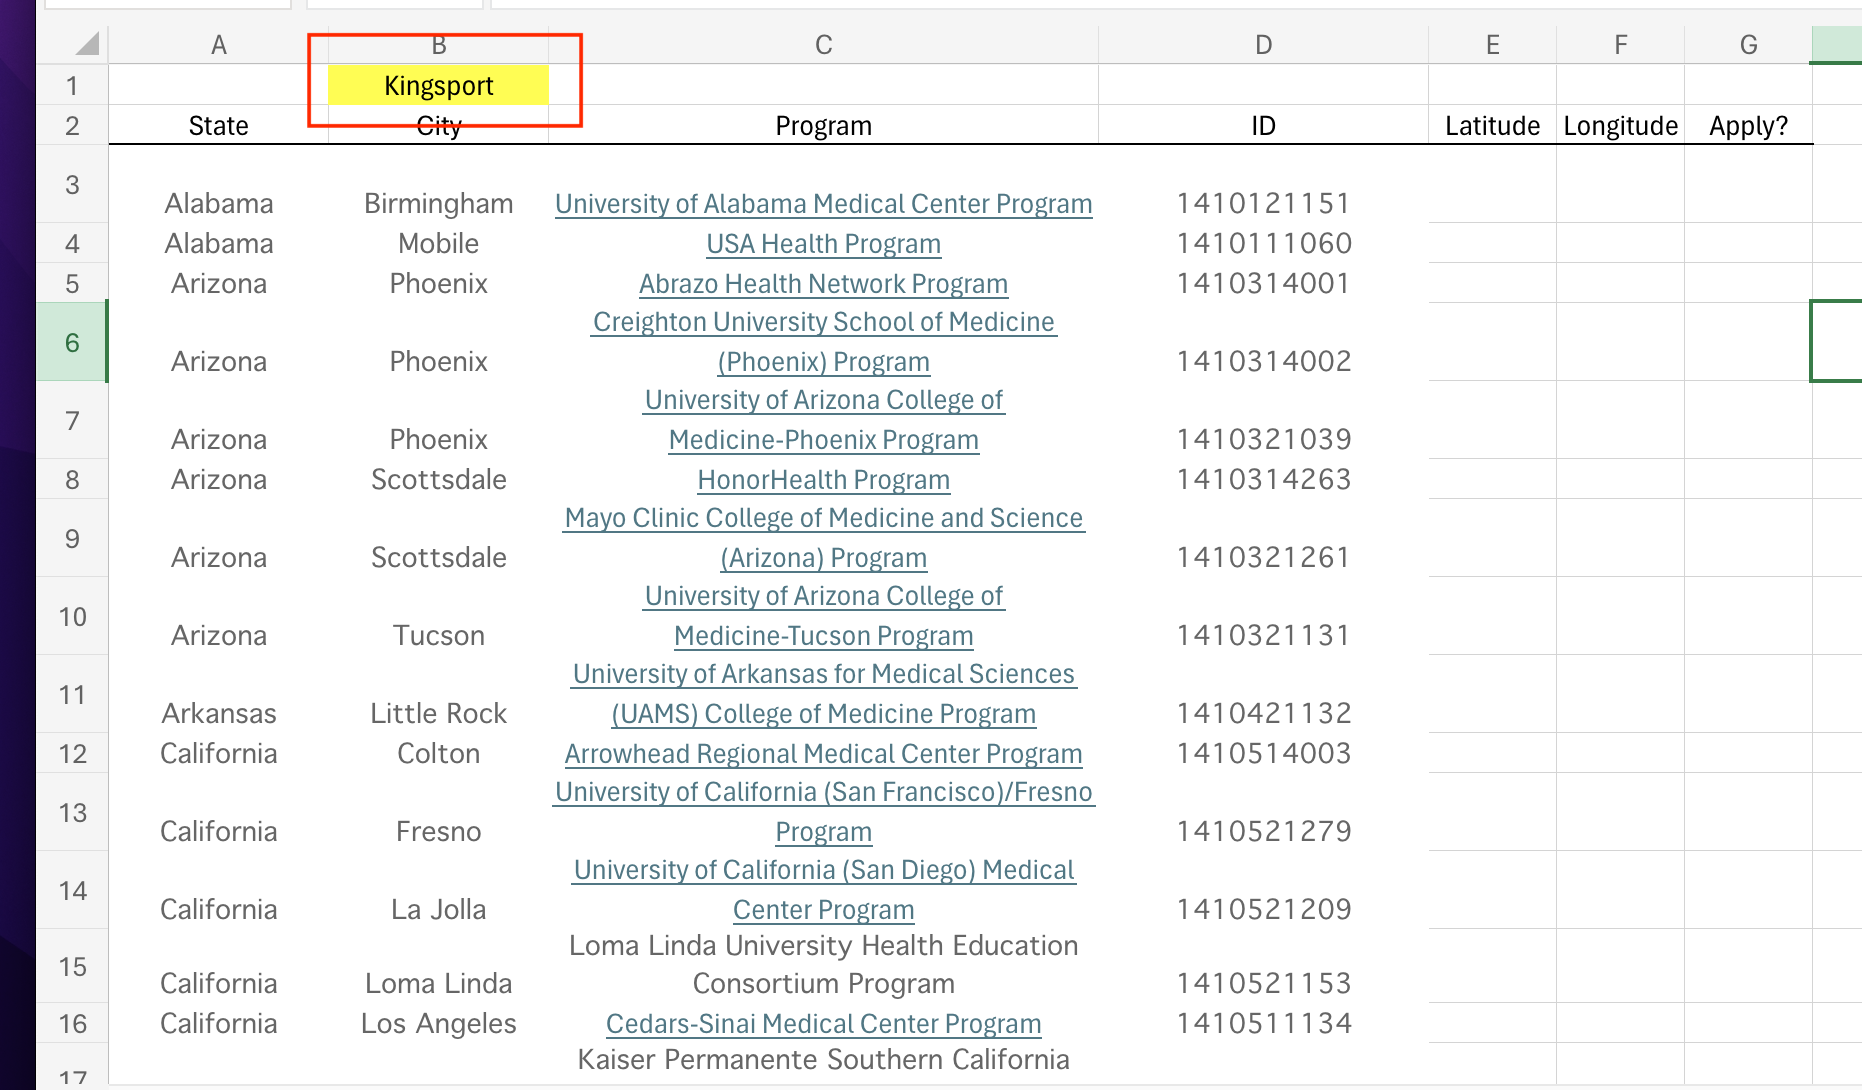 A B C D E F G
1 Kingsport
2 State City Program ID Latitude Longitude Apply?
3 Alabama Birmingham University of Alabama Medical Center Program 1410121151
4 Alabama Mobile USA Health Program 1410111060
5 Arizona Phoenix Abrazo Health Network Program 1410314001
Creighton University School of Medicine
6 Arizona Phoenix (Phoenix) Program 1410314002
University of Arizona College of
7 Arizona Phoenix Medicine-Phoenix Program 1410321039
8 Arizona Scottsdale HonorHealth Program 1410314263
Mayo Clinic College of Medicine and Science
9 Arizona Scottsdale (Arizona) Program 1410321261
University of Arizona College of
10 Arizona Tucson Medicine-Tucson Program 1410321131
University of Arkansas for Medical Sciences
11 Arkansas Little Rock (UAMS) College of Medicine Program 1410421132
12 California Colton Arrowhead Regional Medical Center Program 1410514003
University of California (San Francisco)/Fresno
13 California Fresno Program 1410521279
University of California (San Diego) Medical
14 California La Jolla Center Program 1410521209
Loma Linda University Health Education
15 California Loma Linda Consortium Program 1410521153
16 California Los Angeles Cedars-Sinai Medical Center Program 1410511134
Kaiser Permanente Southern California
17